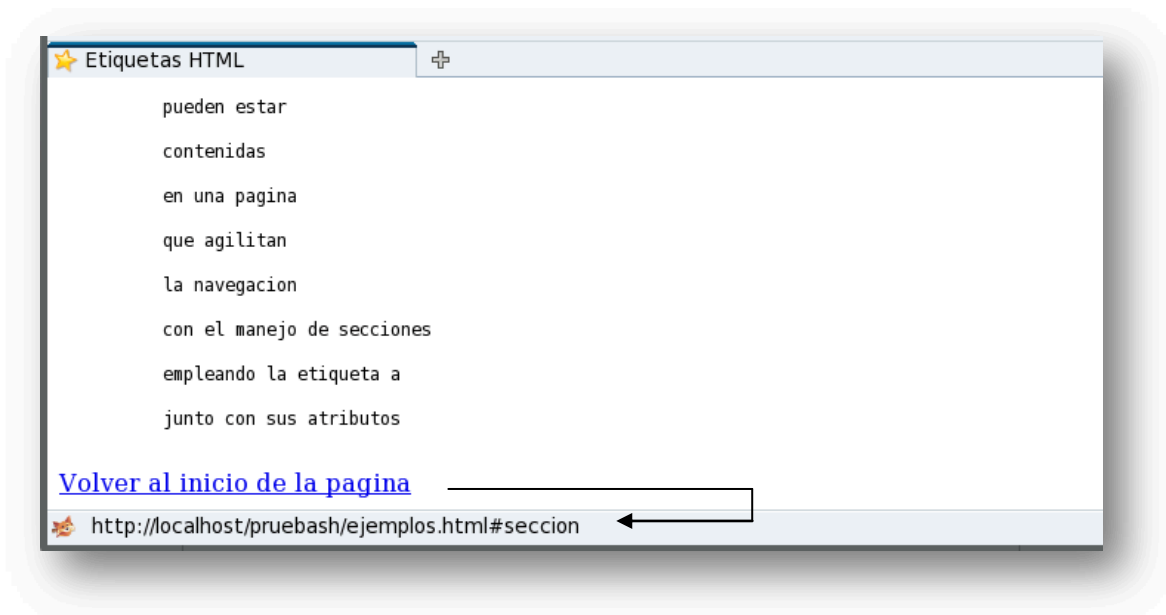 Etiquetas HTML
pueden estar
contenidas
en una pagina
que agilitan
la navegacion
con el manejo de secciones
empleando la etiqueta a
junto con sus atributos
Volver al inicio de la pagina
http://localhost/pruebash/ejemplos.html#seccion